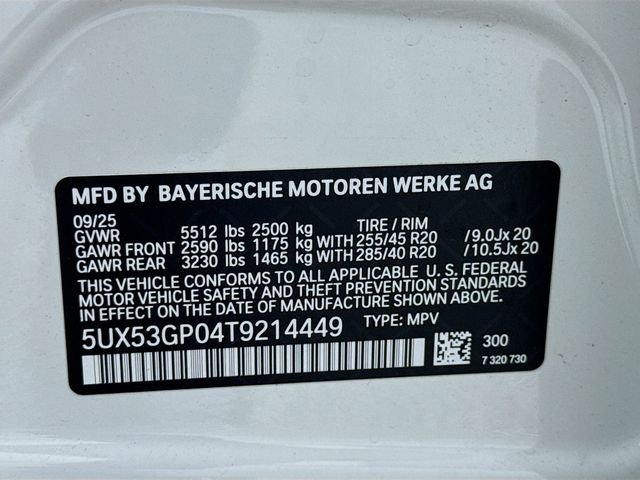 MFD BY BAYERISCHE MOTOREN WERKE AG
09/25
GVWR 5512 lbs 2500 kg TIRE / RIM
GAWR FRONT 2590 lbs 1175 kg WITH 255/45 R20 /9.0Jx 20
GAWR REAR 3230 lbs 1465 kg WITH 285/40 R20 /10.5Jx 20
THIS VEHICLE CONFORMS TO ALL APPLICABLE U. S. FEDERAL
MOTOR VEHICLE SAFETY AND THEFT PREVENTION STANDARDS
IN EFFECT ON THE DATE OF MANUFACTURE SHOWN ABOVE.
5UX53GP04T9214449 TYPE: MPV
300
7 320 730